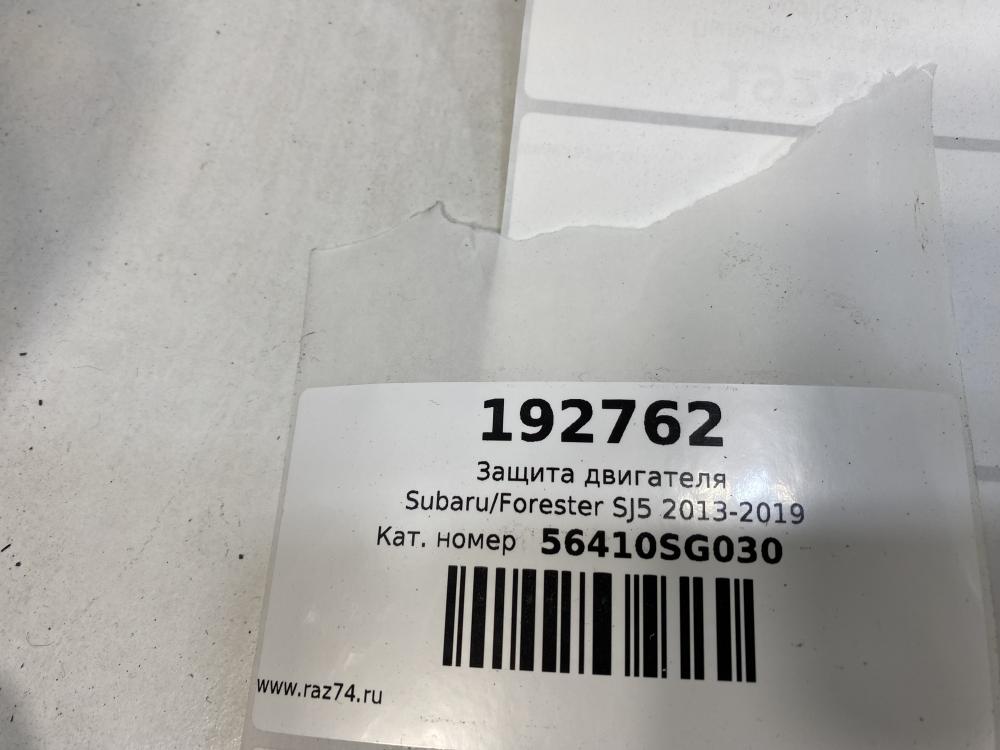 192762
Защита двигателя
Subaru/Forester SJ5 2013-2019
Кат. номер 56410SG030
www.raz74.ru